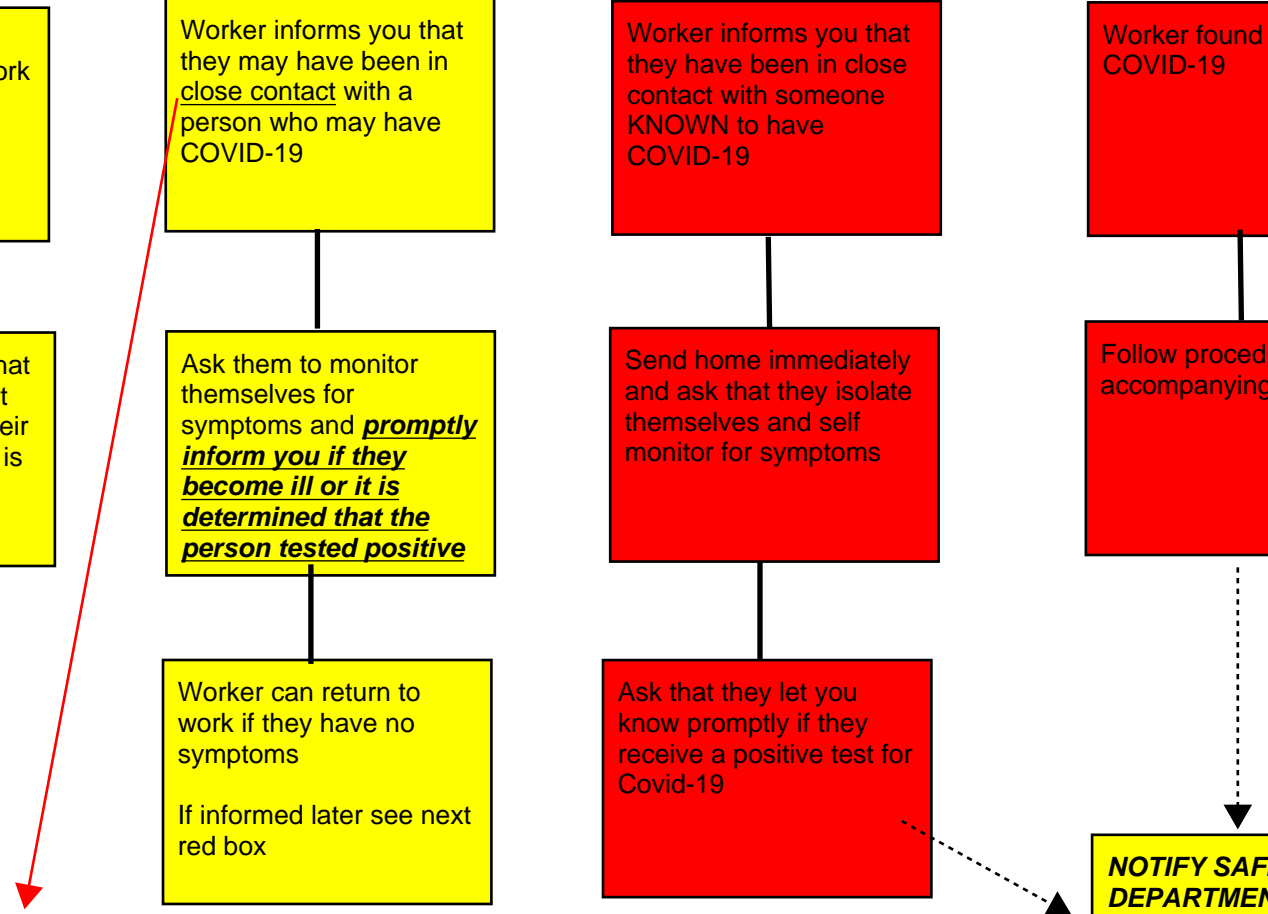 ork
Worker informs you that
they may have been in
close contact with a
person who may have
COVID-19
Worker informs you that
they have been in close
contact with someone
KNOWN to have
COVID-19
Worker found
COVID-19
hat
t
eir
is
Ask them to monitor
themselves for
symptoms and promptly
inform you if they
become ill or it is
determined that the
person tested positive
Send home immediately
and ask that they isolate
themselves and self
monitor for symptoms
Follow proced
accompanying
Worker can return to
work if they have no
symptoms
If informed later see next
red box
Ask that they let you
know promptly if they
receive a positive test for
Covid-19
NOTIFY SAF
DEPARTMEN